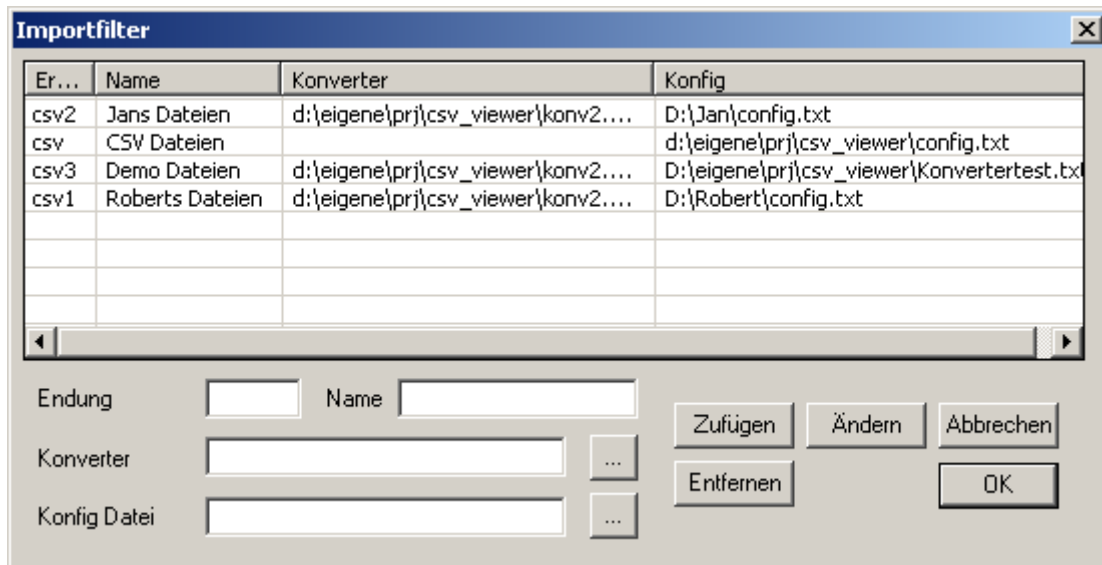 Importfilter
Er... Name Konverter Konfig
csv2 Jans Dateien d:\eigene\prj\csv_viewer\konv2.... D:\Jan\config.txt
csv CSV Dateien d:\eigene\prj\csv_viewer\config.txt
csv3 Demo Dateien d:\eigene\prj\csv_viewer\konv2.... D:\eigene\prj\csv_viewer\Konvertertest.txt
csv1 Roberts Dateien d:\eigene\prj\csv_viewer\konv2.... D:\Robert\config.txt
Endung Name
Zufügen Ändern Abbrechen
Konverter ...
Entfernen OK
Konfig Datei ...